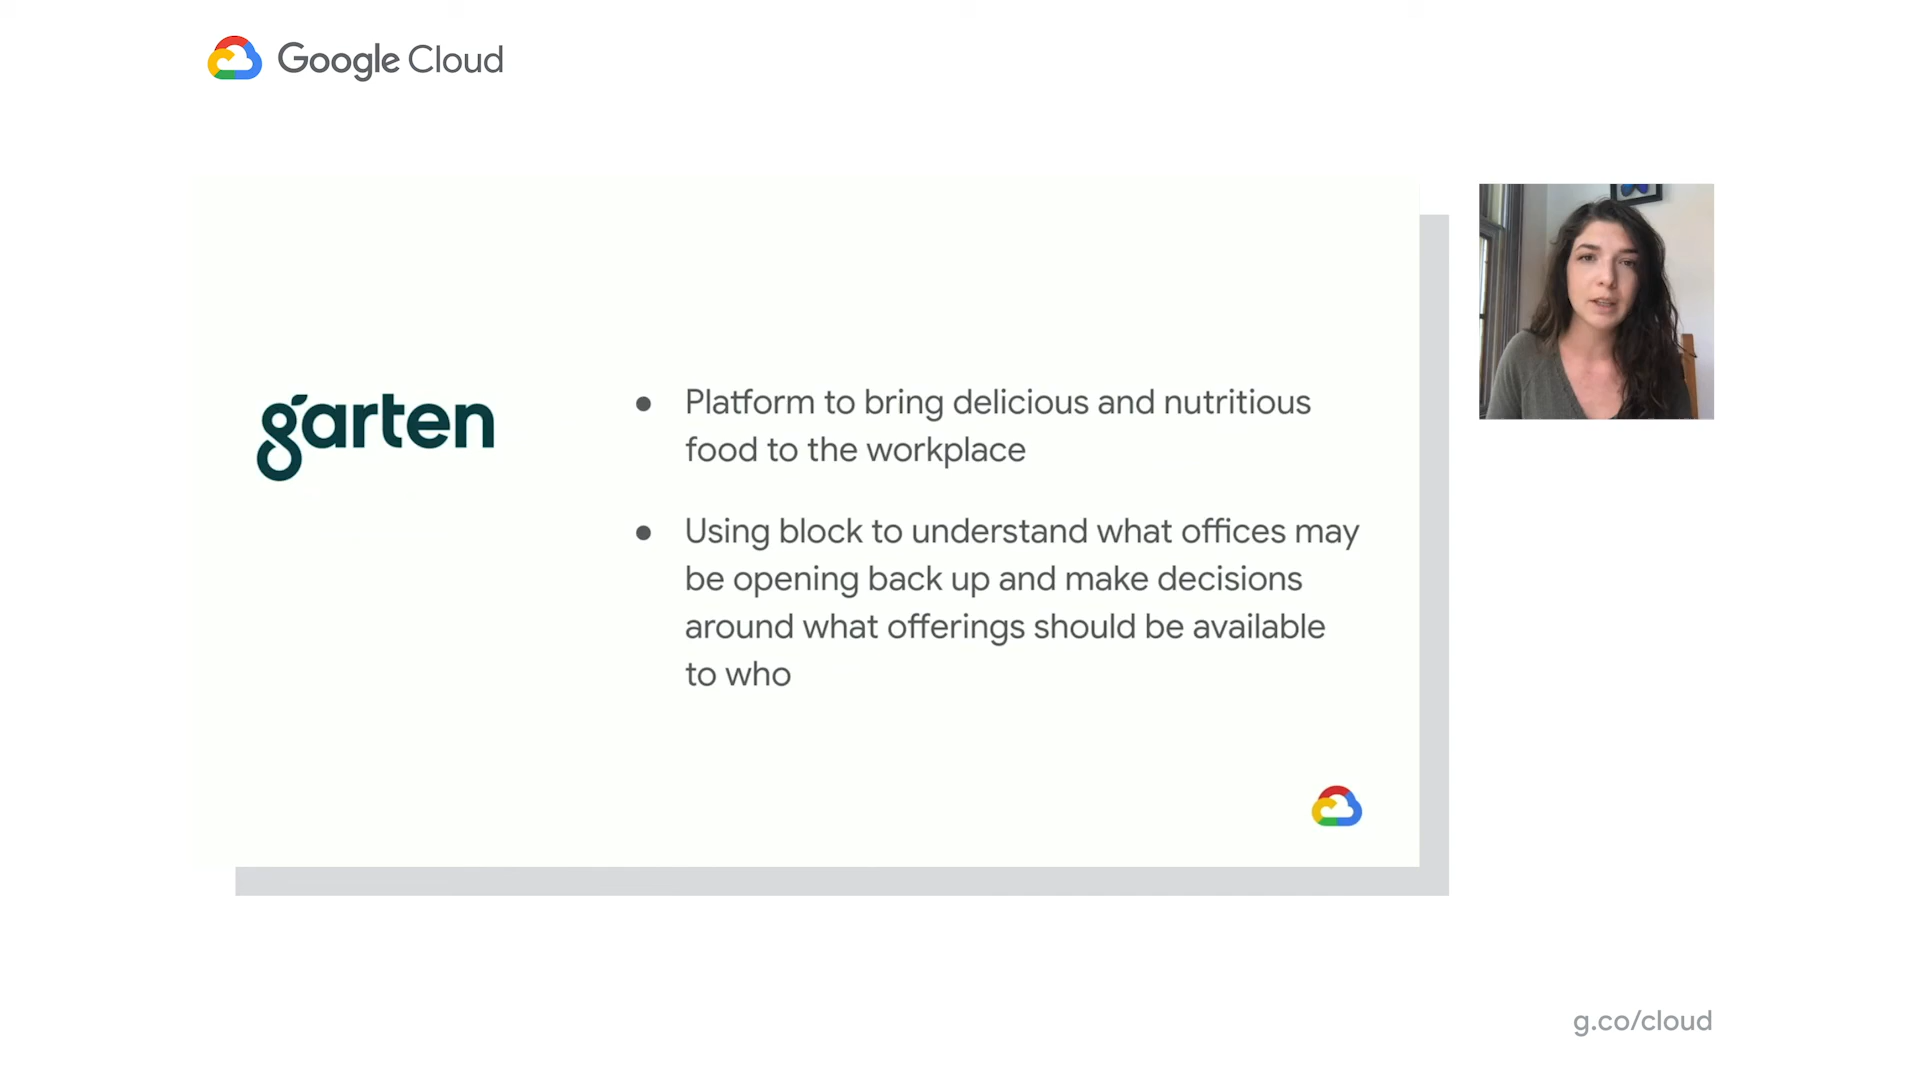 Google Cloud
garten
● Platform to bring delicious and nutritious
food to the workplace
● Using block to understand what offices may
be opening back up and make decisions
around what offerings should be available
to who
g.co/cloud